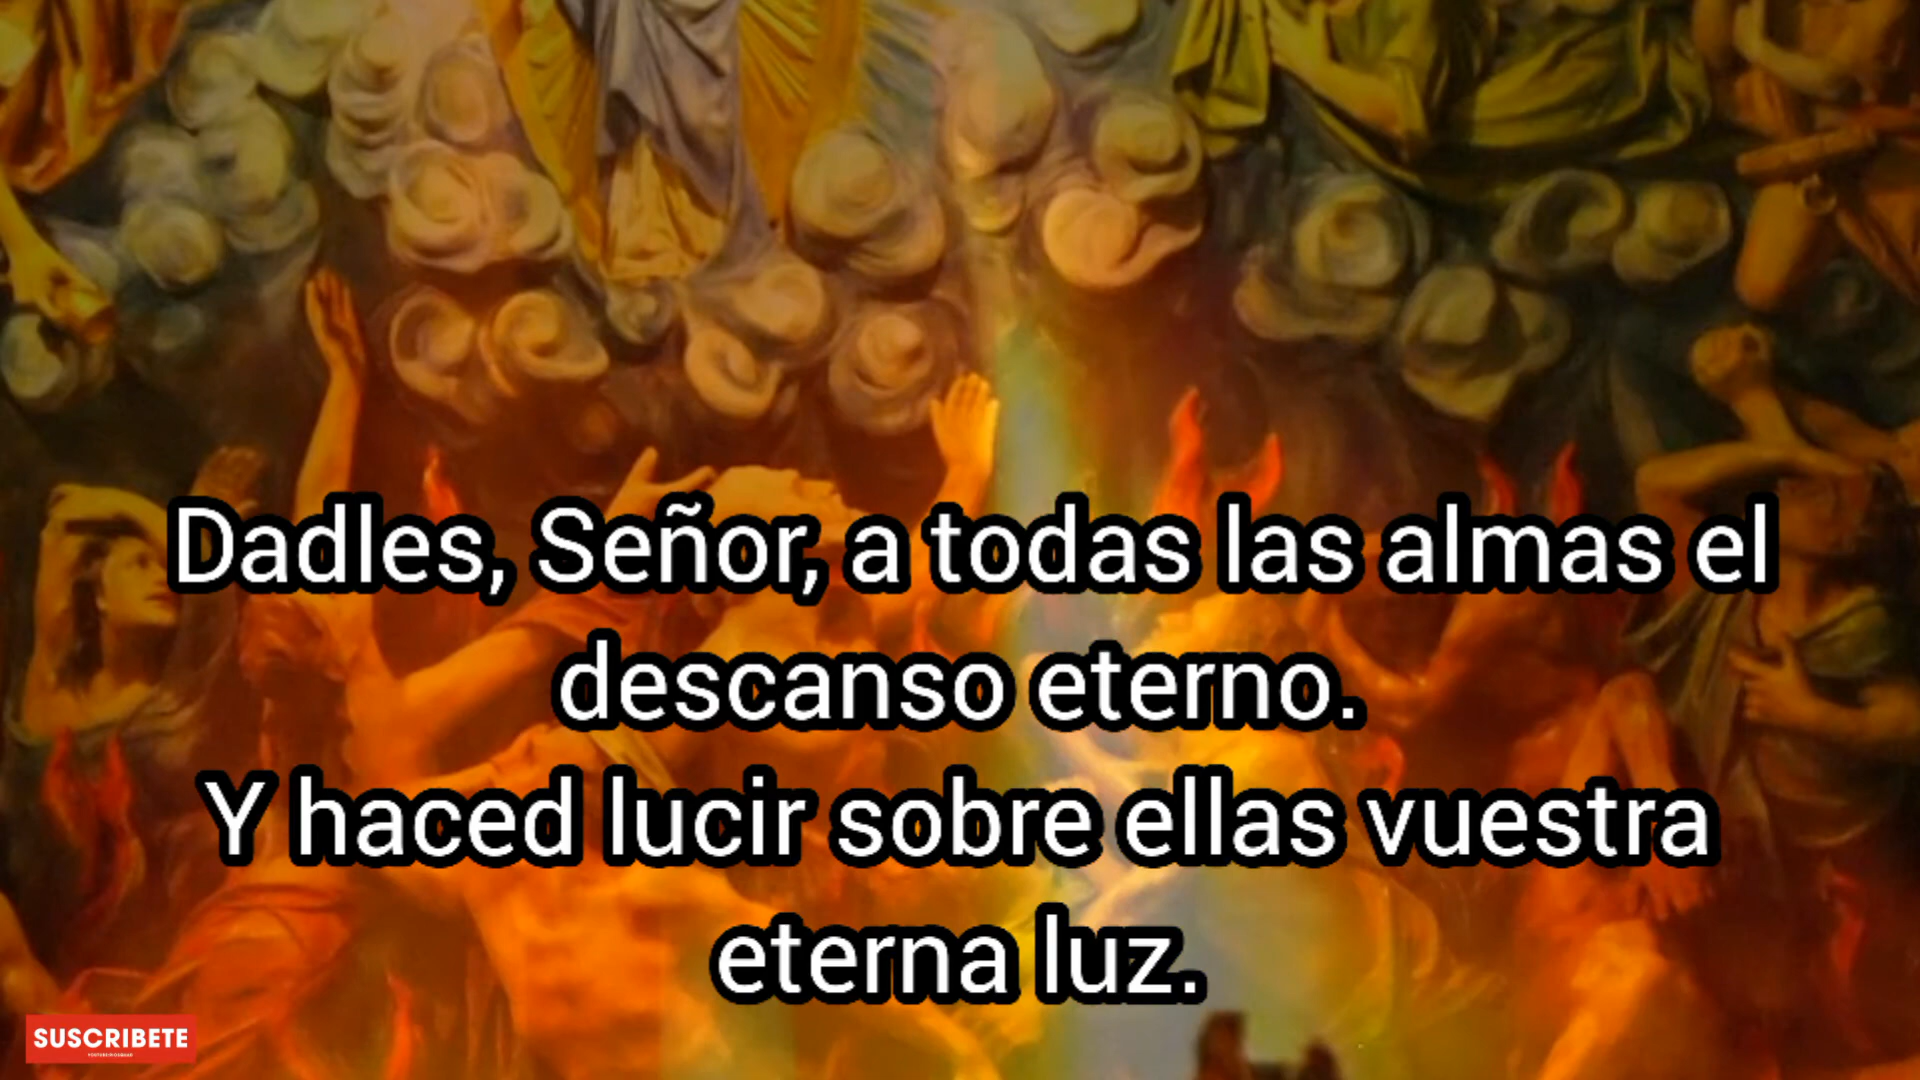 Dadles, Señor, a todas las almas el
descanso eterno.
Y haced lucir sobre ellas vuestra
eterna luz.
SUSCRIBETE